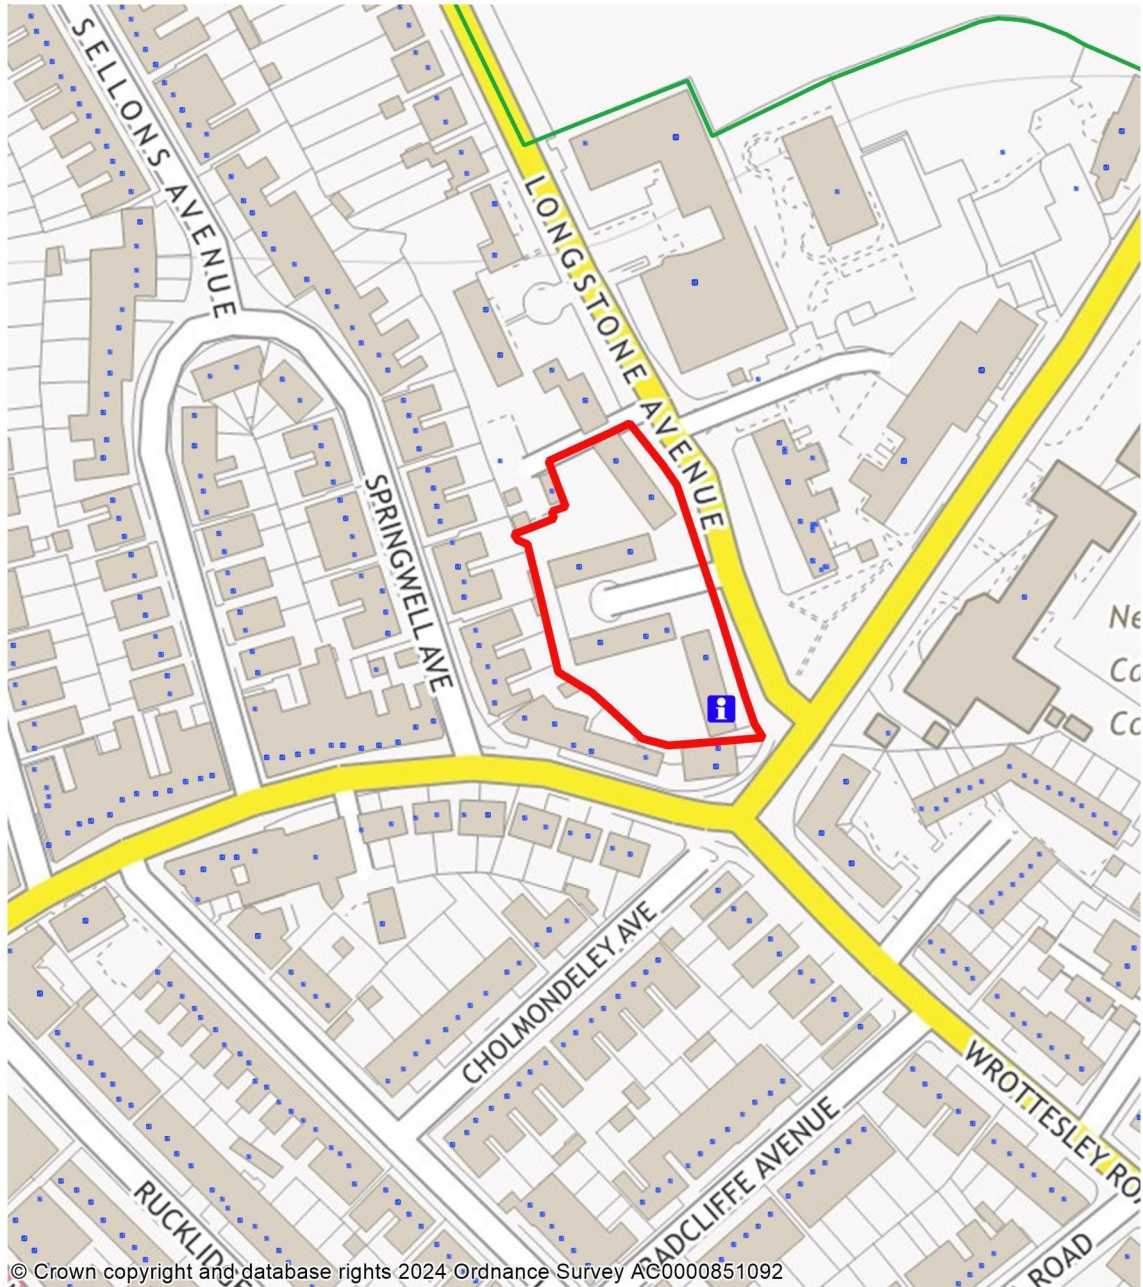 SELLONS AVENUE
LONGSTONE AVENUE
SPRINGWELL AVE
i
Ne
Ca
Co
CHOLMONDELEY AVE
WROTTESLEY RO
RADCLIFFE AVENUE
RUCKLIDGE
ROAD
© Crown copyright and database rights 2024 Ordnance Survey AC0000851092